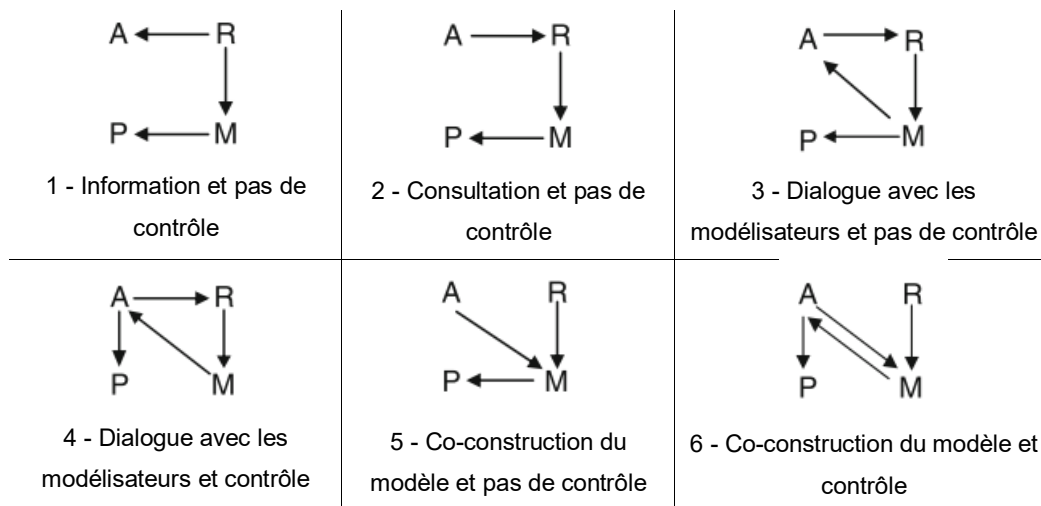 A R
P M
1 - Information et pas de
contrôle
A R
P M
2 - Consultation et pas de
contrôle
A R
P M
3 - Dialogue avec les
modélisateurs et pas de contrôle
A R
P M
4 - Dialogue avec les
modélisateurs et contrôle
A R
P M
5 - Co-construction du
modèle et pas de contrôle
A R
P M
6 - Co-construction du modèle et
contrôle